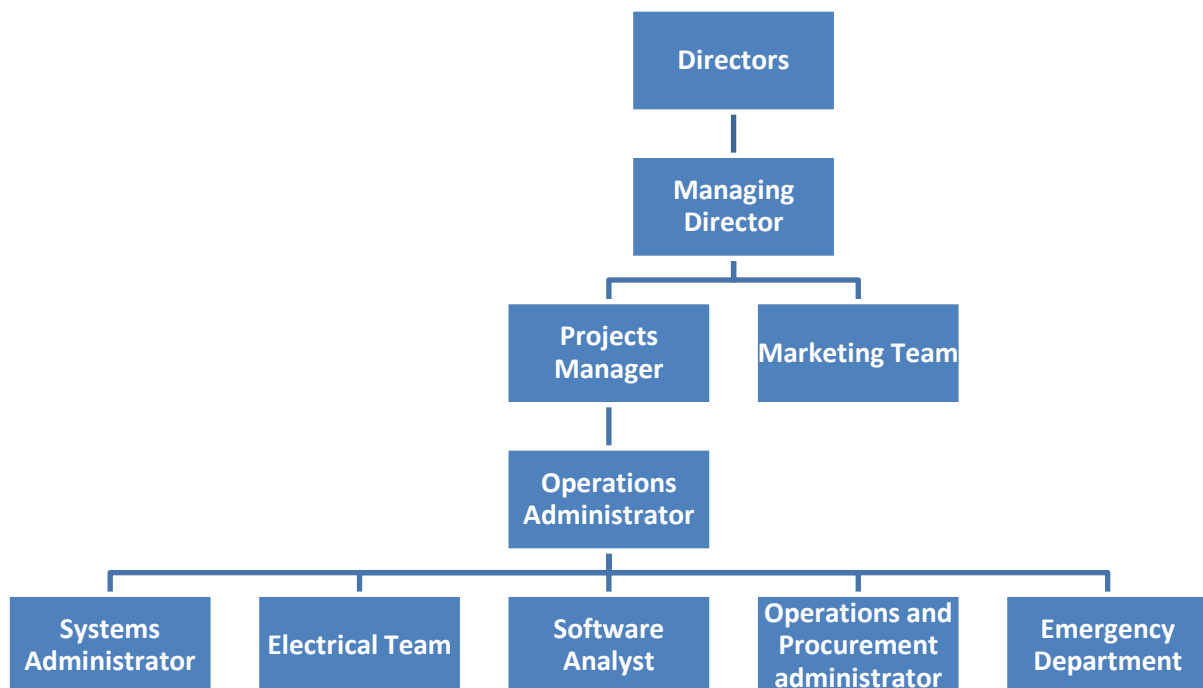 Directors
Managing
Director
Projects
Manager
Marketing Team
Operations
Administrator
Systems
Administrator
Electrical Team
Software
Analyst
Operations and
Procurement
administrator
Emergency
Department